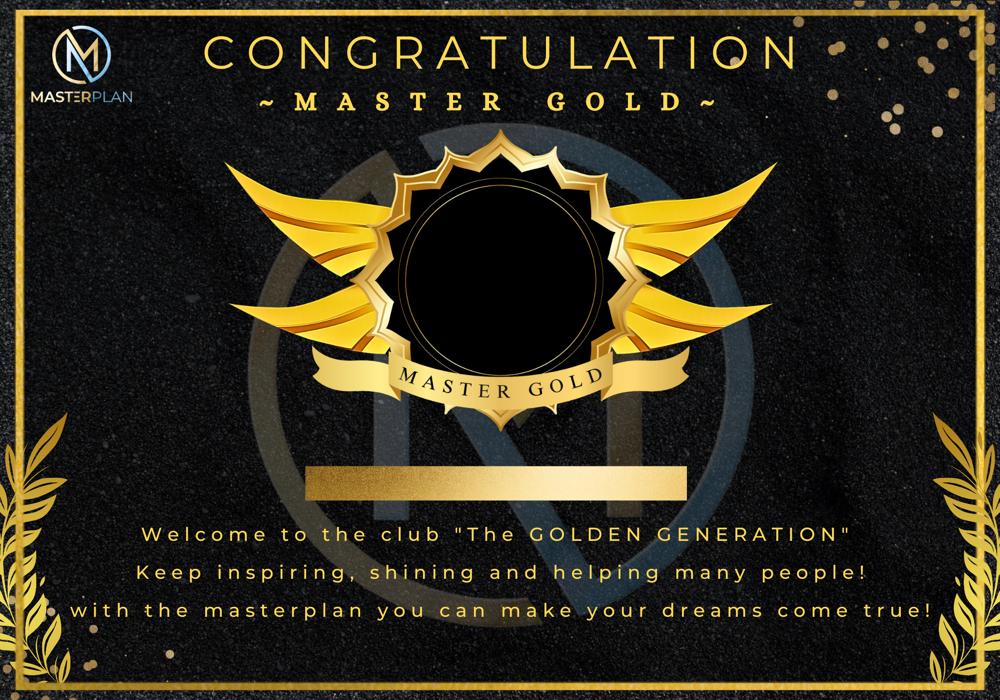 MASTERPLAN
CONGRATULATION
~MASTER GOLD~
MASTER GOLD
Welcome to the club "The GOLDEN GENERATION"
Keep inspiring, shining and helping many people!
with the masterplan you can make your dreams come true!